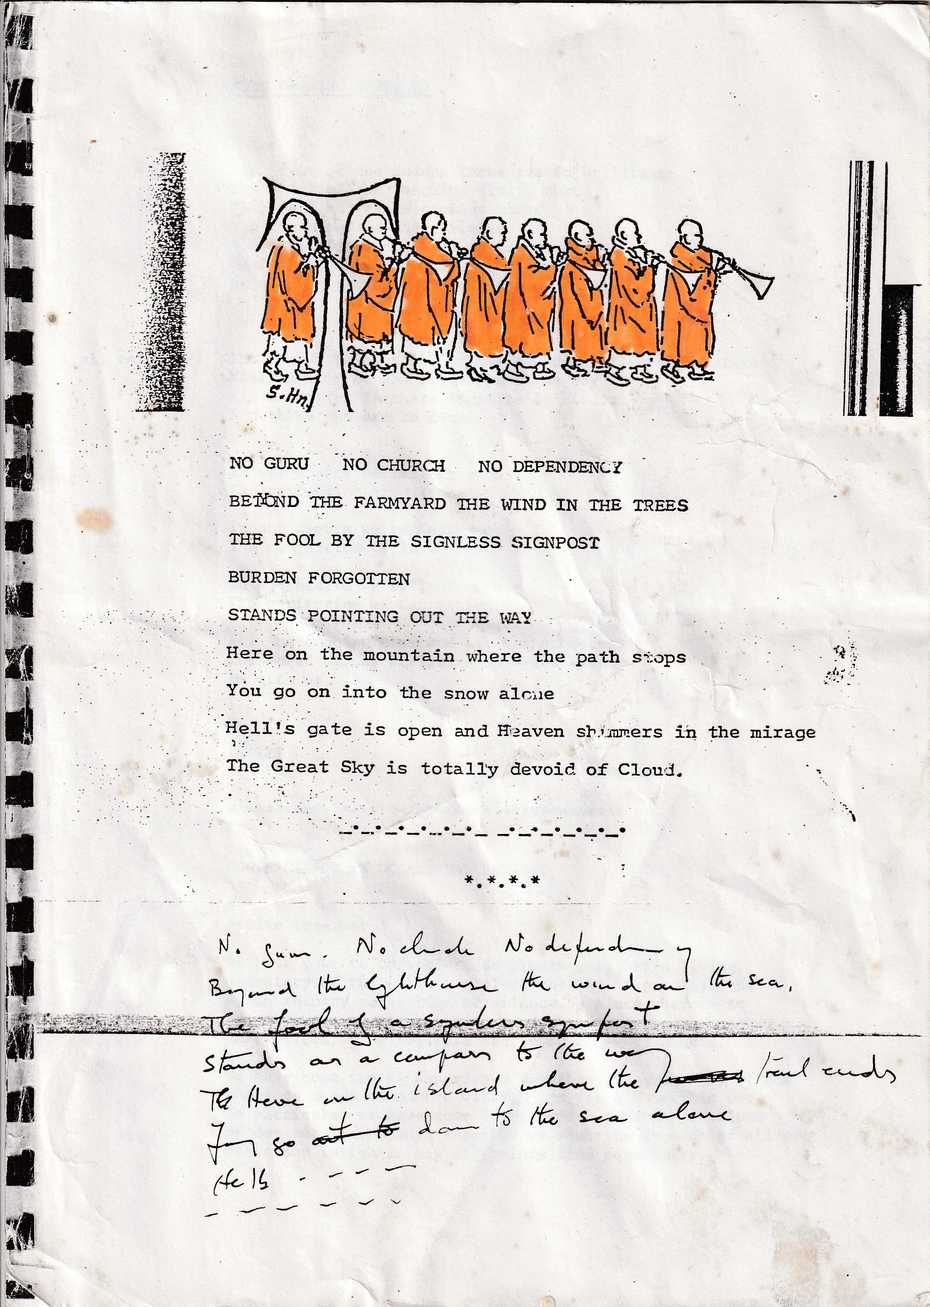 S.Hn.
NO GURU NO CHURCH NO DEPENDENCY
BEYOND THE FARMYARD THE WIND IN THE TREES
THE FOOL BY THE SIGNLESS SIGNPOST
BURDEN FORGOTTEN
STANDS POINTING OUT THE WAY
Here on the mountain where the path stops
You go on into the snow alone
Hell's gate is open and Heaven shimmers in the mirage
The Great Sky is totally devoid of Cloud.
_._._._._._._ _._._._._._.
*.*.*.*
No guru. No church No dependency
Beyond the lighthouse the wind on the sea.
The fool by a signless signpost
Stands as a compass to the way
Here on the island where the trail ends
You go down to the sea alone
Hell's - - - -
- - - - - -